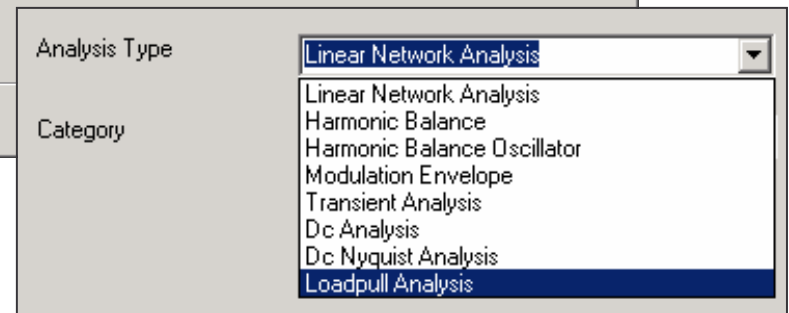 Analysis Type
Linear Network Analysis
Linear Network Analysis
Harmonic Balance
Category
Harmonic Balance Oscillator
Modulation Envelope
Transient Analysis
Dc Analysis
Dc Nyquist Analysis
Loadpull Analysis